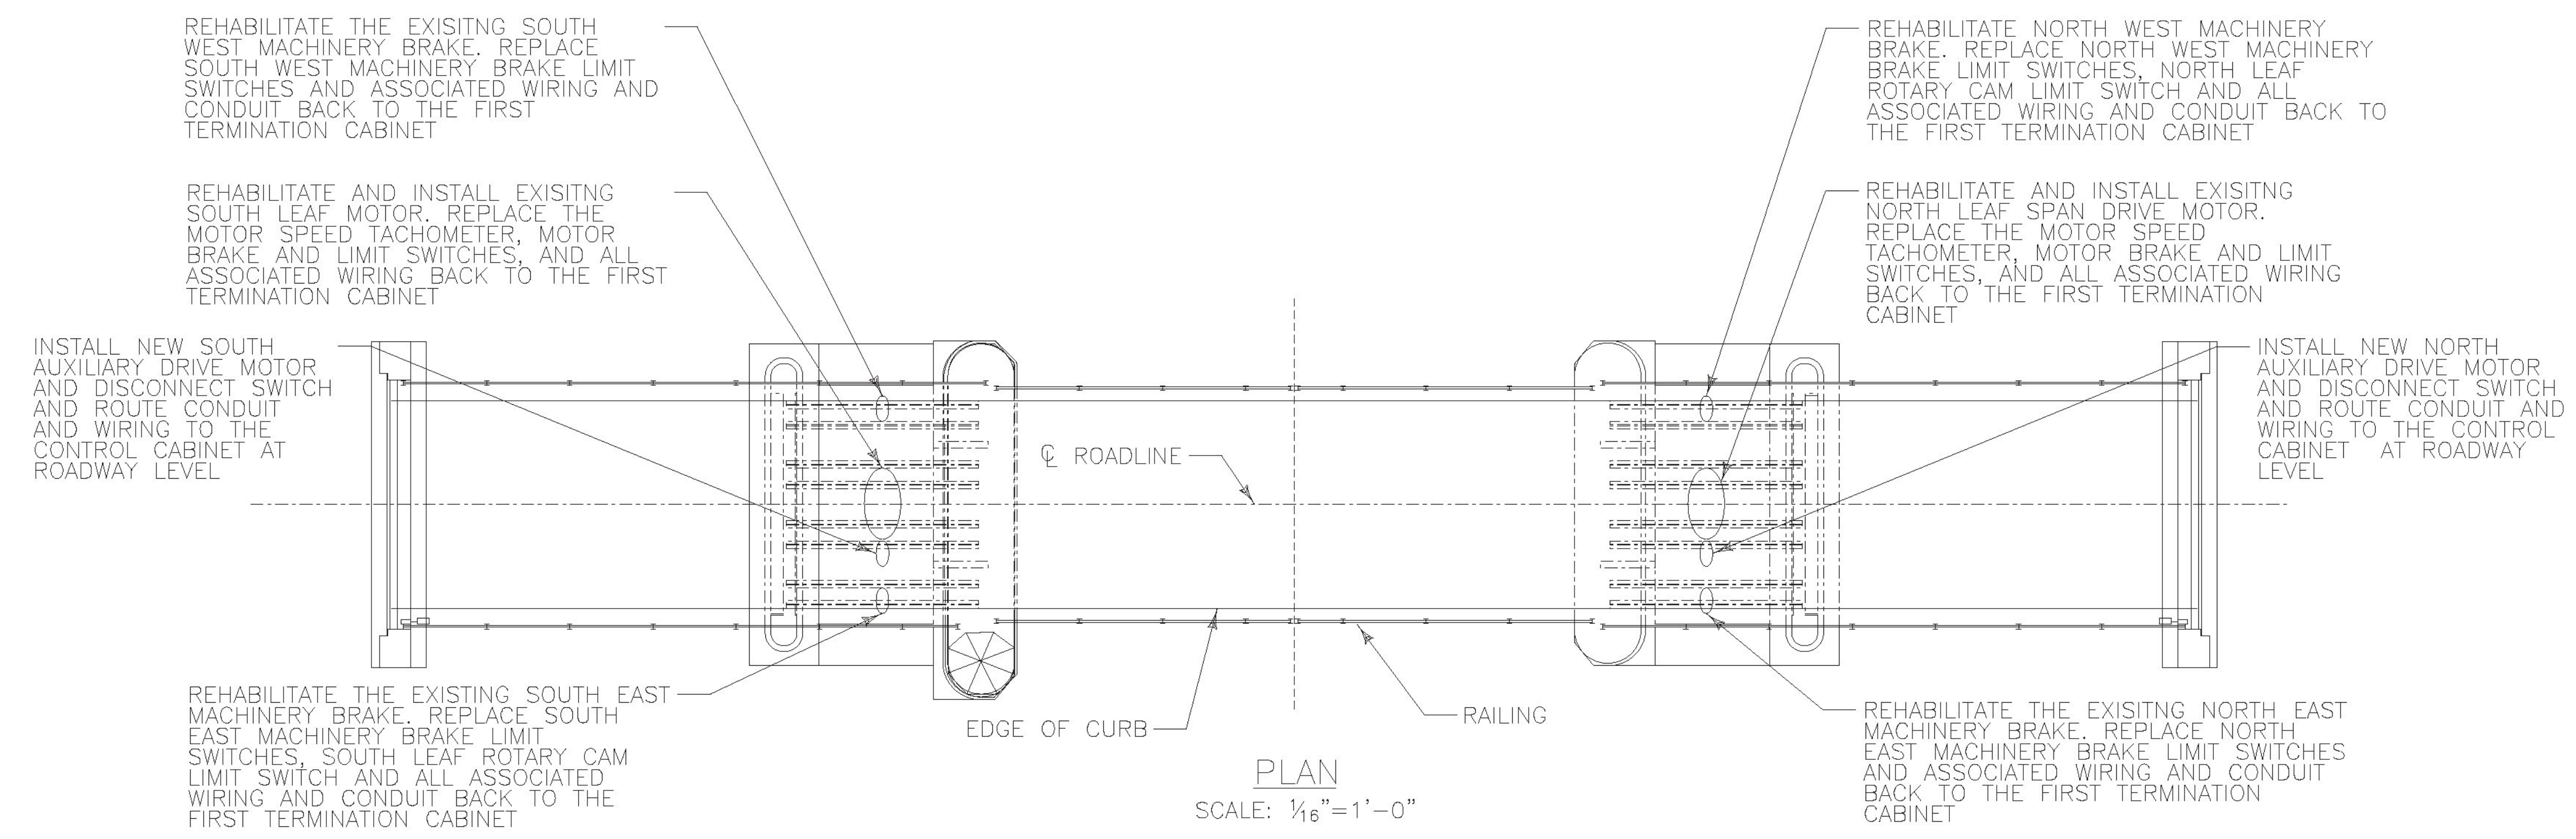 REHABILITATE THE EXISITNG SOUTH
WEST MACHINERY BRAKE. REPLACE
SOUTH WEST MACHINERY BRAKE LIMIT
SWITCHES AND ASSOCIATED WIRING AND
CONDUIT BACK TO THE FIRST
TERMINATION CABINET
REHABILITATE NORTH WEST MACHINERY
BRAKE. REPLACE NORTH WEST MACHINERY
BRAKE LIMIT SWITCHES, NORTH LEAF
ROTARY CAM LIMIT SWITCH AND ALL
ASSOCIATED WIRING AND CONDUIT BACK TO
THE FIRST TERMINATION CABINET
REHABILITATE AND INSTALL EXISITNG
SOUTH LEAF MOTOR. REPLACE THE
MOTOR SPEED TACHOMETER, MOTOR
BRAKE AND LIMIT SWITCHES, AND ALL
ASSOCIATED WIRING BACK TO THE FIRST
TERMINATION CABINET
REHABILITATE AND INSTALL EXISITNG
NORTH LEAF SPAN DRIVE MOTOR.
REPLACE THE MOTOR SPEED
TACHOMETER, MOTOR BRAKE AND LIMIT
SWITCHES, AND ALL ASSOCIATED WIRING
BACK TO THE FIRST TERMINATION
CABINET
INSTALL NEW SOUTH
AUXILIARY DRIVE MOTOR
AND DISCONNECT SWITCH
AND ROUTE CONDUIT
AND WIRING TO THE
CONTROL CABINET AT
ROADWAY LEVEL
INSTALL NEW NORTH
AUXILIARY DRIVE MOTOR
AND DISCONNECT SWITCH
AND ROUTE CONDUIT AND
WIRING TO THE CONTROL
CABINET AT ROADWAY
LEVEL
℄ ROADLINE
REHABILITATE THE EXISTING SOUTH EAST
MACHINERY BRAKE. REPLACE SOUTH
EAST MACHINERY BRAKE LIMIT
SWITCHES, SOUTH LEAF ROTARY CAM
LIMIT SWITCH AND ALL ASSOCIATED
WIRING AND CONDUIT BACK TO THE
FIRST TERMINATION CABINET
EDGE OF CURB
RAILING
REHABILITATE THE EXISITNG NORTH EAST
MACHINERY BRAKE. REPLACE NORTH
EAST MACHINERY BRAKE LIMIT SWITCHES
AND ASSOCIATED WIRING AND CONDUIT
BACK TO THE FIRST TERMINATION
CABINET
PLAN
SCALE: 1/16"=1'-0"